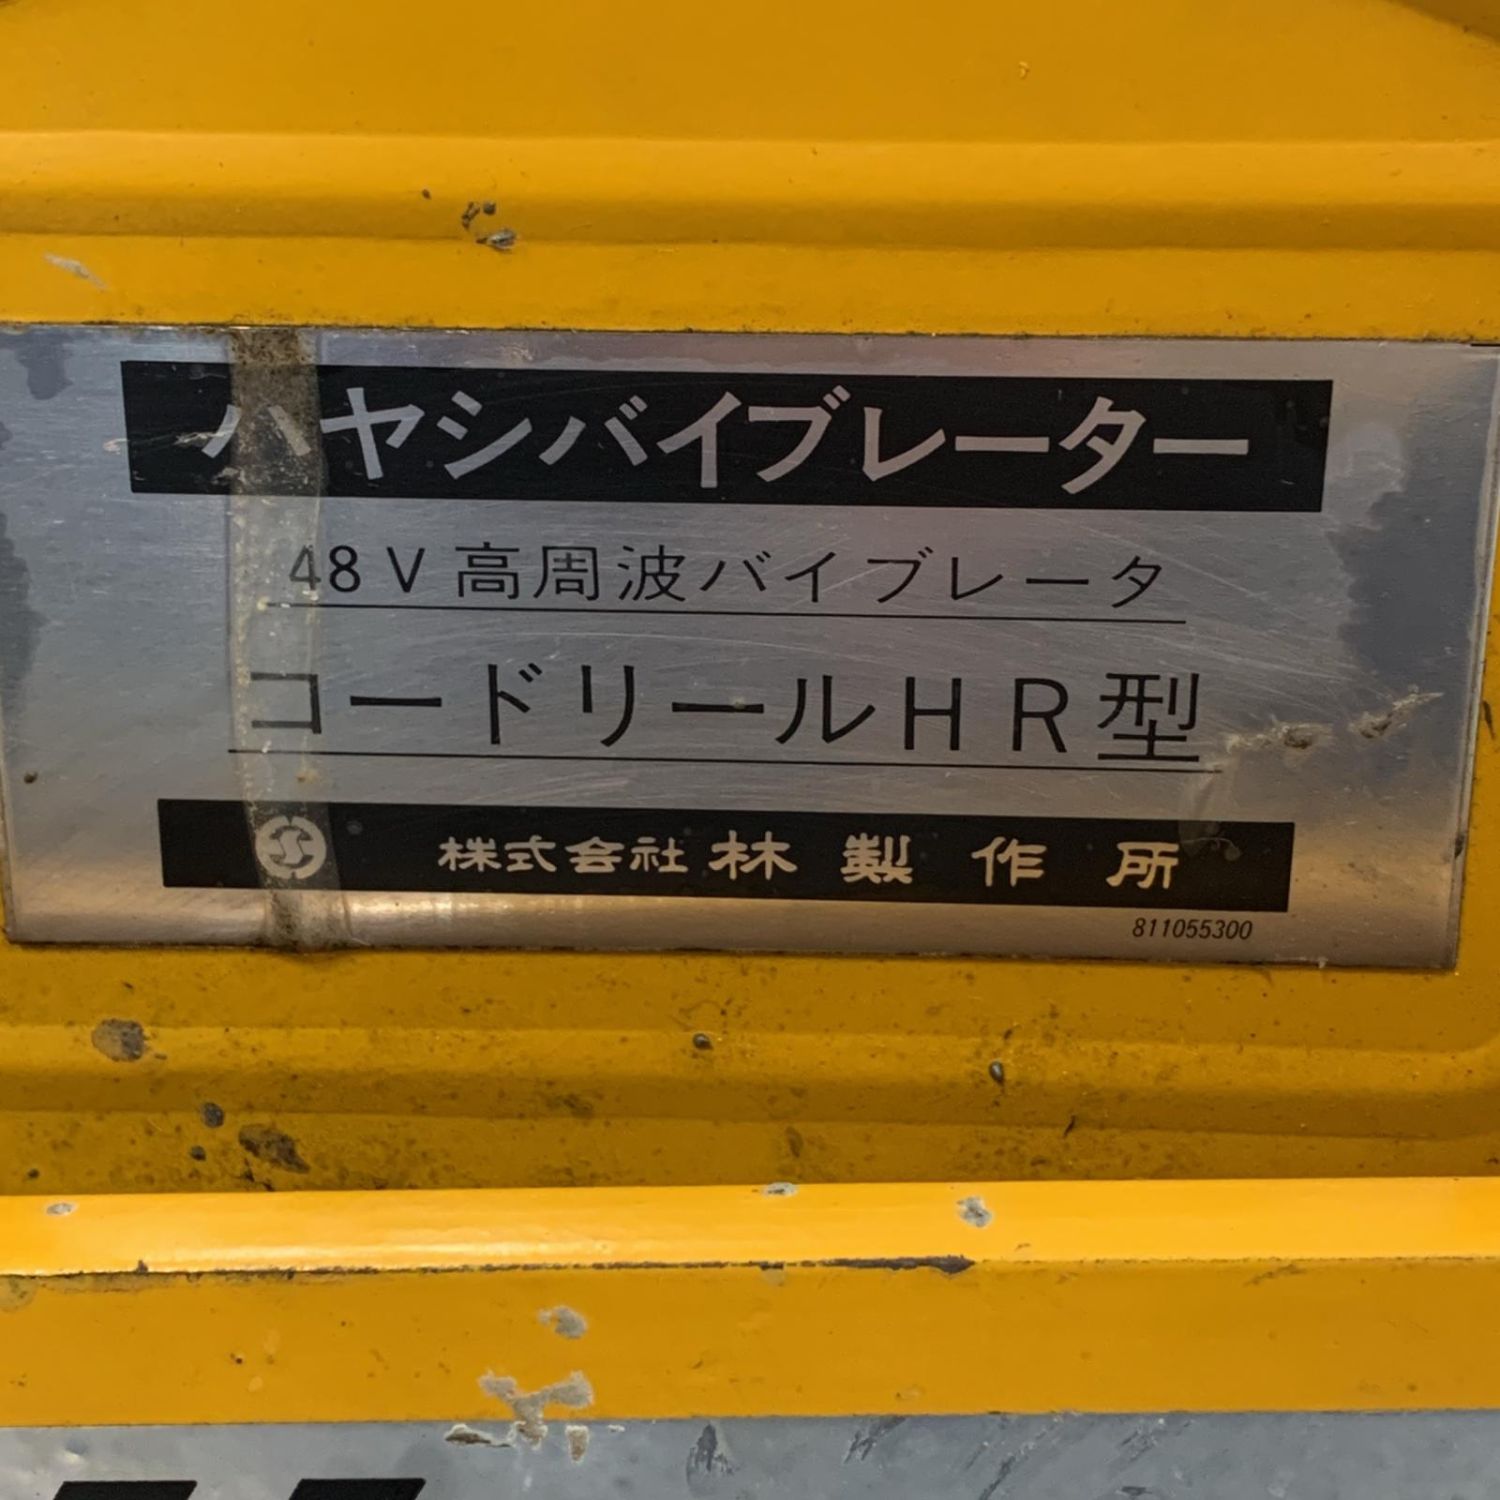 ハヤシバイブレーター
48V高周波バイブレータ
コードリールHR型
株式会社林製作所
811055300